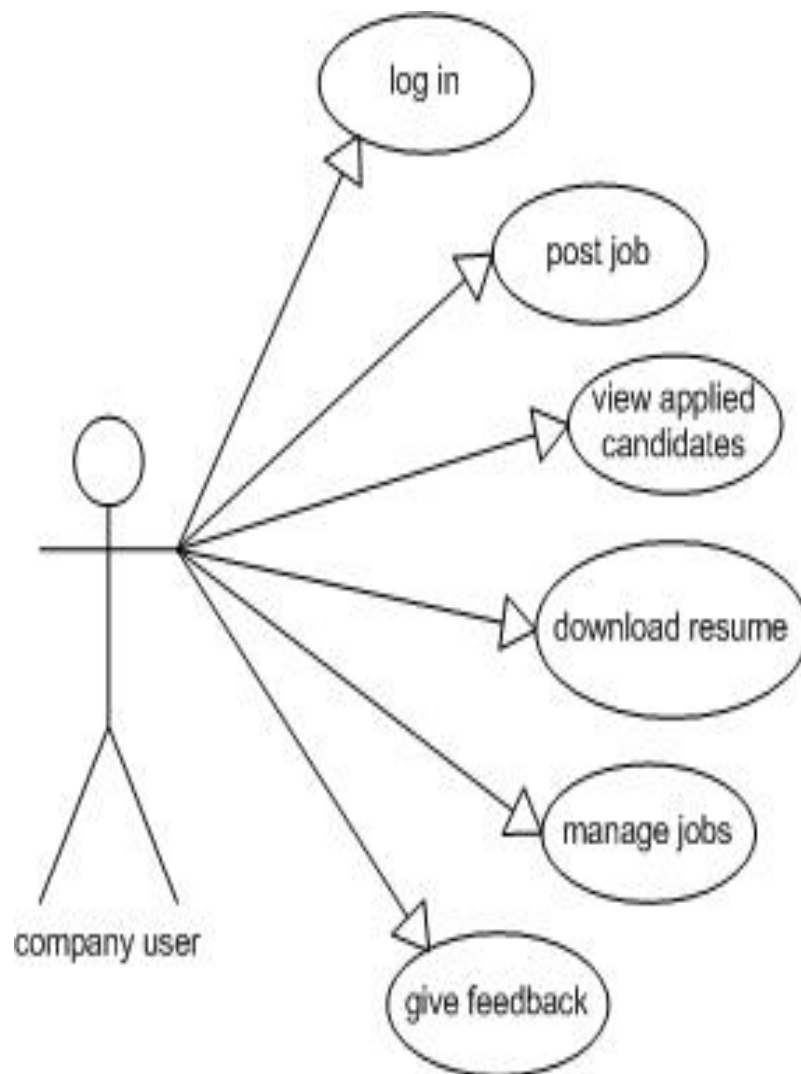 log in
post job
view applied
candidates
download resume
manage jobs
company user
give feedback